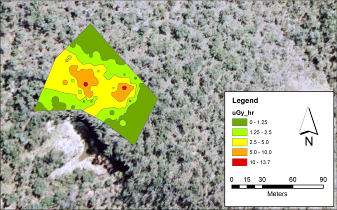 Legend
uGy_hr
0 - 1.25
1.25 - 2.5
2.5 - 5.0
5.0 - 10.0
10 - 13.7
N
0 15 30 60 90
Meters